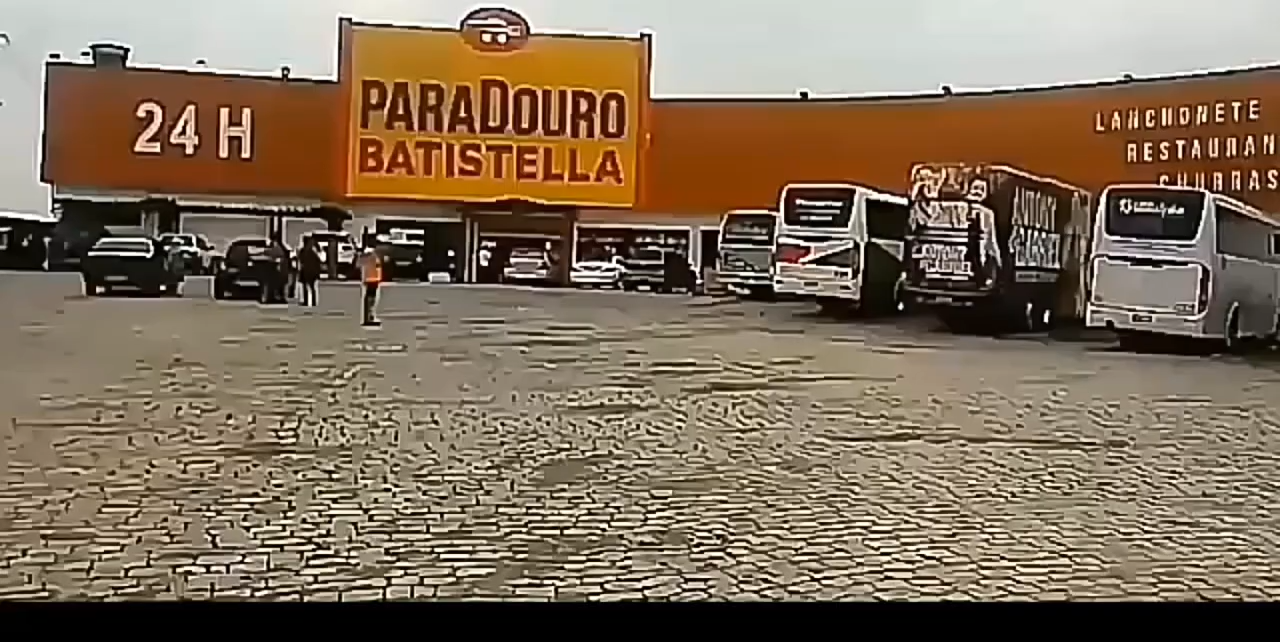 24 H
PARADOURO
BATISTELLA
LANCHONETE
RESTAURAN
CHURRAS